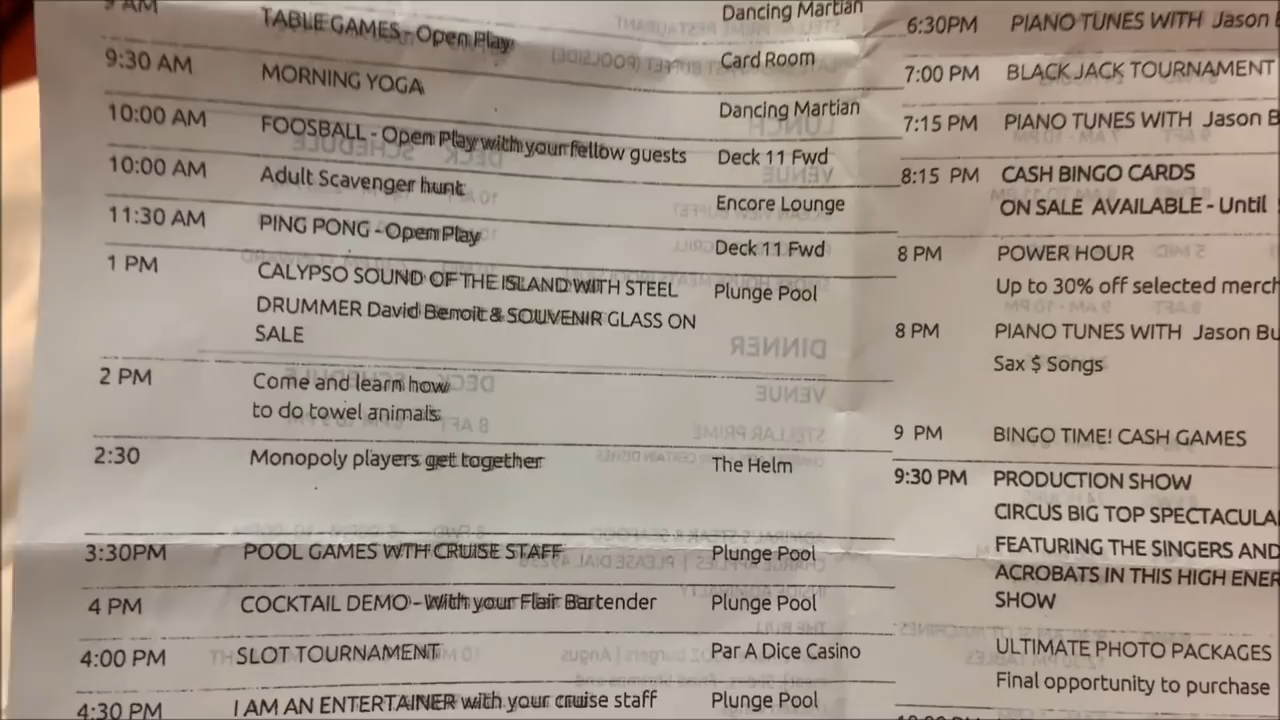 9 AM TABLE GAMES - Open Play Dancing Martian
Card Room
9:30 AM MORNING YOGA
Dancing Martian
10:00 AM FOOSBALL - Open Play with your fellow guests Deck 11 Fwd
10:00 AM Adult Scavenger hunt Encore Lounge
11:30 AM PING PONG - Open Play Deck 11 Fwd
1 PM CALYPSO SOUND OF THE ISLAND WITH STEEL Plunge Pool
DRUMMER David Benoit & SOUVENIR GLASS ON
SALE
2 PM Come and learn how
to do towel animals
2:30 Monopoly players get together The Helm
3:30PM POOL GAMES WTH CRUISE STAFF Plunge Pool
4 PM COCKTAIL DEMO - With your Flair Bartender Plunge Pool
4:00 PM SLOT TOURNAMENT Par A Dice Casino
4:30 PM I AM AN ENTERTAINER with your cruise staff Plunge Pool
6:30PM PIANO TUNES WITH Jason
7:00 PM BLACK JACK TOURNAMENT
7:15 PM PIANO TUNES WITH Jason
8:15 PM CASH BINGO CARDS
ON SALE AVAILABLE - Until
8 PM POWER HOUR
Up to 30% off selected merch
8 PM PIANO TUNES WITH Jason Bu
Sax $ Songs
9 PM BINGO TIME! CASH GAMES
9:30 PM PRODUCTION SHOW
CIRCUS BIG TOP SPECTACULA
FEATURING THE SINGERS AND
ACROBATS IN THIS HIGH ENER
SHOW
ULTIMATE PHOTO PACKAGES
Final opportunity to purchase